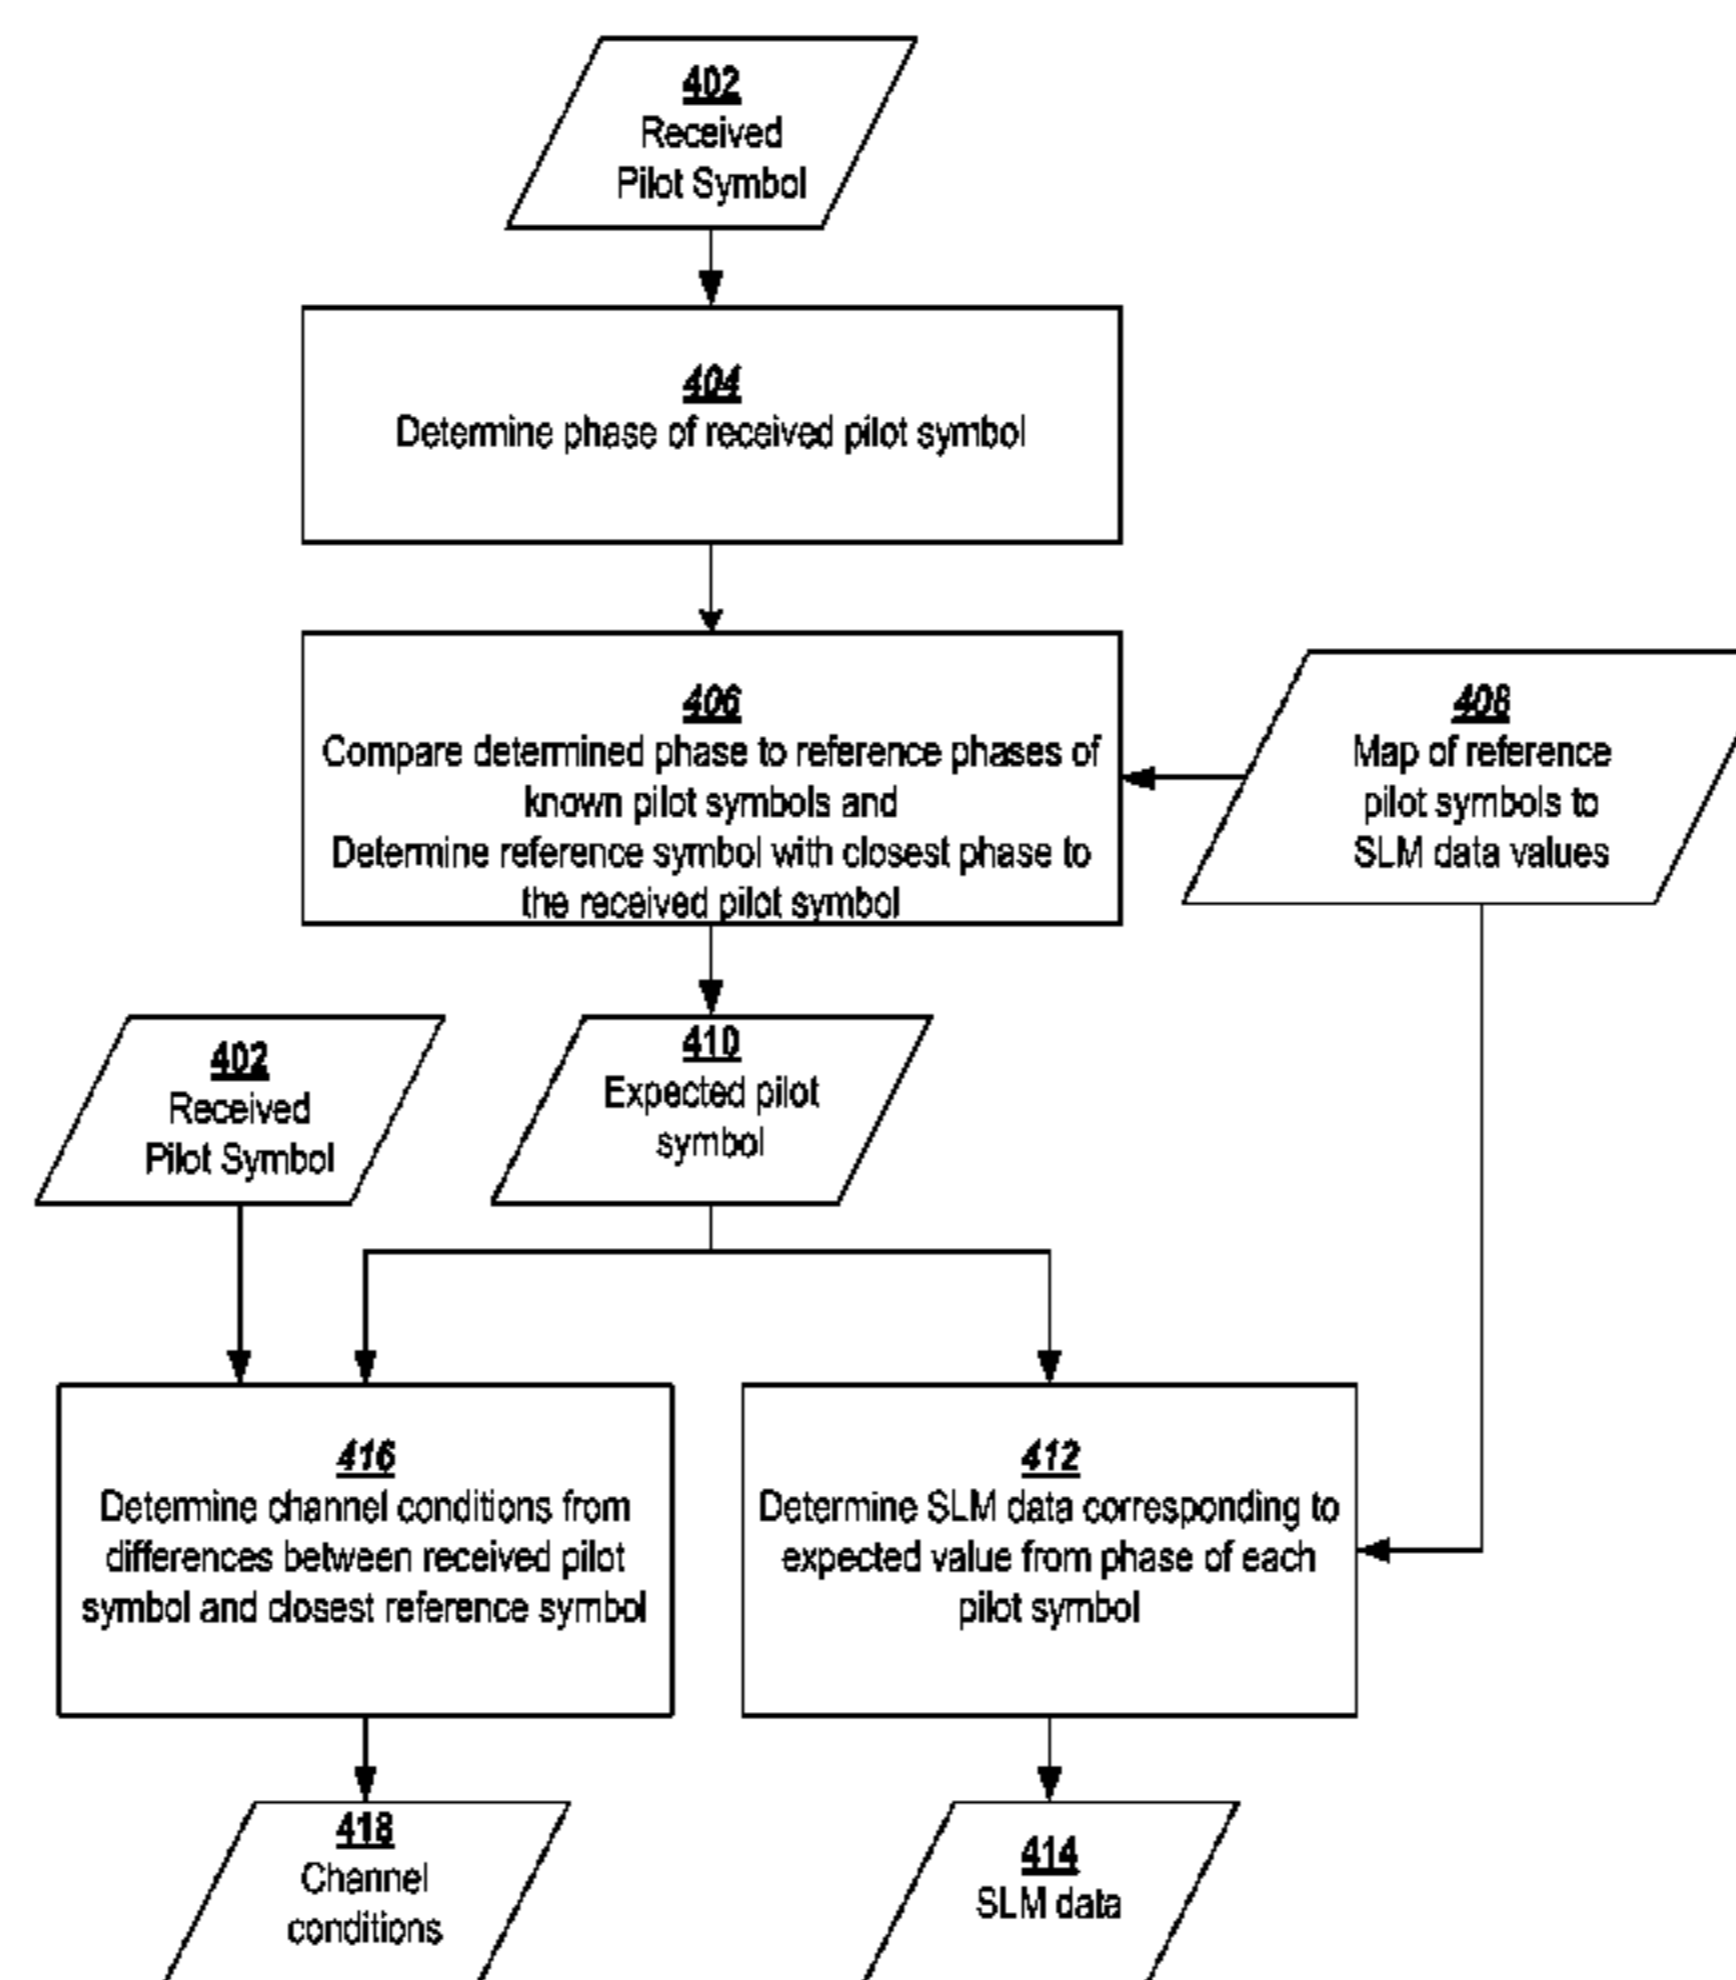 402
Received
Pilot Symbol
404
Determine phase of received pilot symbol
406
Compare determined phase to reference phases of
known pilot symbols and
Determine reference symbol with closest phase to
the received pilot symbol
408
Map of reference
pilot symbols to
SLM data values
402
Received
Pilot Symbol
410
Expected pilot
symbol
416
Determine channel conditions from
differences between received pilot
symbol and closest reference symbol
412
Determine SLM data corresponding to
expected value from phase of each
pilot symbol
418
Channel
conditions
414
SLM data